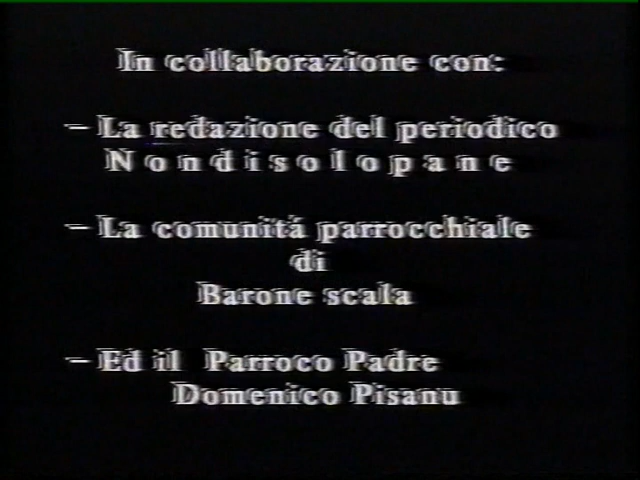 In collaborazione con:
- La redazione del periodico
N o n d i s o l o p a n e
- La comunitá parrocchiale
di
Barone scala
- Ed il Parroco Padre
Domenico Pisanu